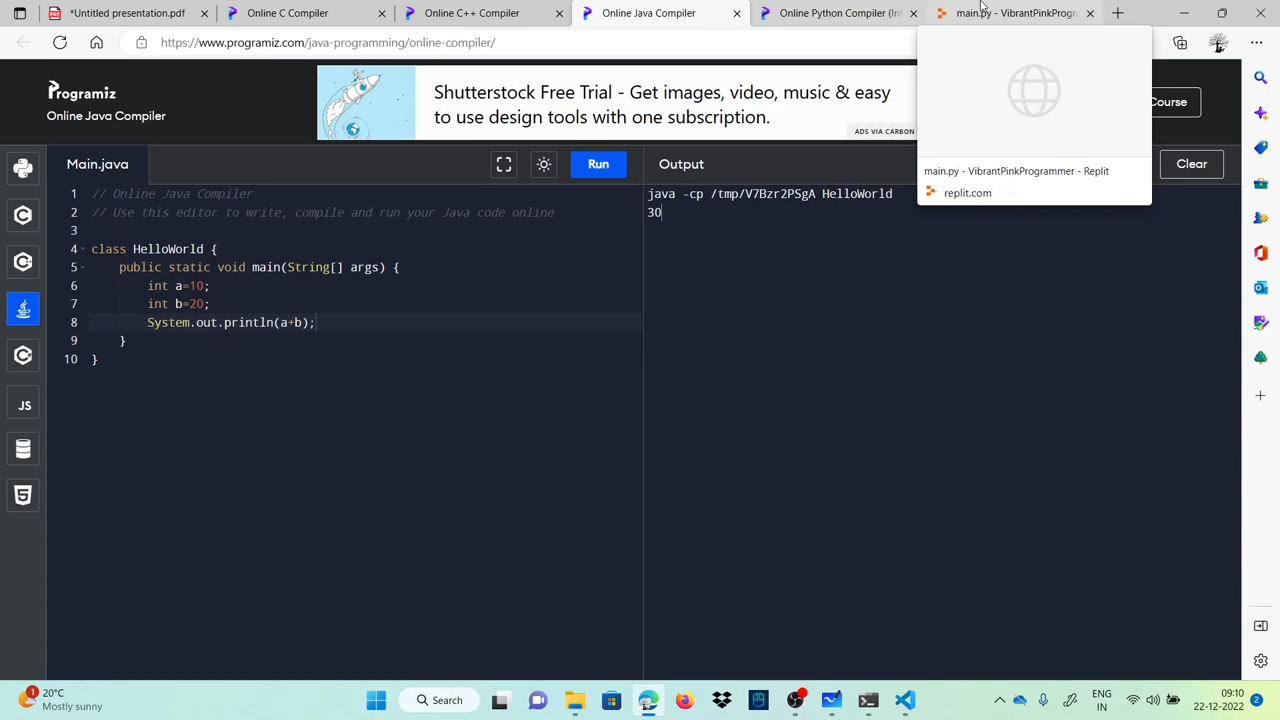 *Untitled presentation.pdf
Online C Compiler
Online C++ Compiler
Online Java Compiler
Online Python Compiler (Int
main.py - VibrantPinkProgra
https://www.programiz.com/java-programming/online-compiler/
Programiz
Online Java Compiler
Shutterstock Free Trial - Get images, video, music & easy
to use design tools with one subscription.
ADS VIA CARBON
Course
main.py - VibrantPinkProgrammer - Replit
replit.com
Main.java
Run
Output
Clear
1 // Online Java Compiler
2 // Use this editor to write, compile and run your Java code online
3
4 class HelloWorld {
5 public static void main(String[] args) {
6 int a=10;
7 int b=20;
8 System.out.println(a+b);
9 }
10 }
java -cp /tmp/V7Bzr2PSgA HelloWorld
30
JS
1
20°C
Mostly sunny
Search
ENG
IN
09:10
22-12-2022
2